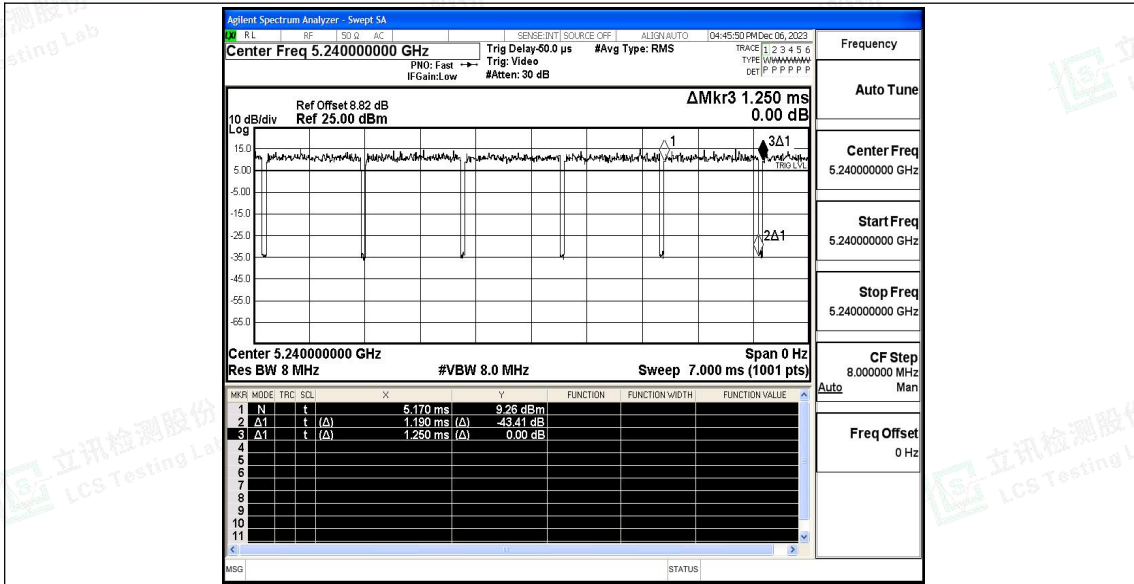 Agilent Spectrum Analyzer - Swept SA
LXI RL RF 50 Ω AC SENSE:INT SOURCE OFF ALIGN AUTO 04:45:50 PM Dec 06, 2023
Center Freq 5.240000000 GHz
PNO: Fast
IFGain:Low
Trig Delay-50.0 µs
Trig: Video
#Atten: 30 dB
#Avg Type: RMS
TRACE 1 2 3 4 5 6
TYPE WWWWWW
DET P P P P P P
ΔMkr3 1.250 ms
0.00 dB
Ref Offset 8.82 dB
10 dB/div Ref 25.00 dBm
Log
15.0
5.00
-5.00
-15.0
-25.0
-35.0
-45.0
-55.0
-65.0
1
3Δ1
TRIG LVL
2Δ1
Center 5.240000000 GHz Span 0 Hz
Res BW 8 MHz #VBW 8.0 MHz Sweep 7.000 ms (1001 pts)
MKR MODE TRC SCL X Y FUNCTION FUNCTION WIDTH FUNCTION VALUE
1 N t 5.170 ms 9.26 dBm
2 Δ1 t (Δ) 1.190 ms (Δ) -43.41 dB
3 Δ1 t (Δ) 1.250 ms (Δ) 0.00 dB
4
5
6
7
8
9
10
11
MSG STATUS
Frequency
Auto Tune
Center Freq
5.240000000 GHz
Start Freq
5.240000000 GHz
Stop Freq
5.240000000 GHz
CF Step
8.000000 MHz
Auto Man
Freq Offset
0 Hz
立讯检测股份
LCS Testing Lab
立讯检测股份
LCS Testing L
测股份
sting Lab
立